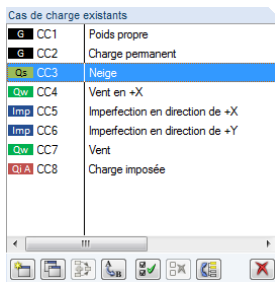 Cas de charge existants
G CC1 Poids propre
G CC2 Charge permanent
Qs CC3 Neige
Qw CC4 Vent en +X
Imp CC5 Imperfection en direction de +X
Imp CC6 Imperfection en direction de +Y
Qw CC7 Vent
Qi A CC8 Charge imposée